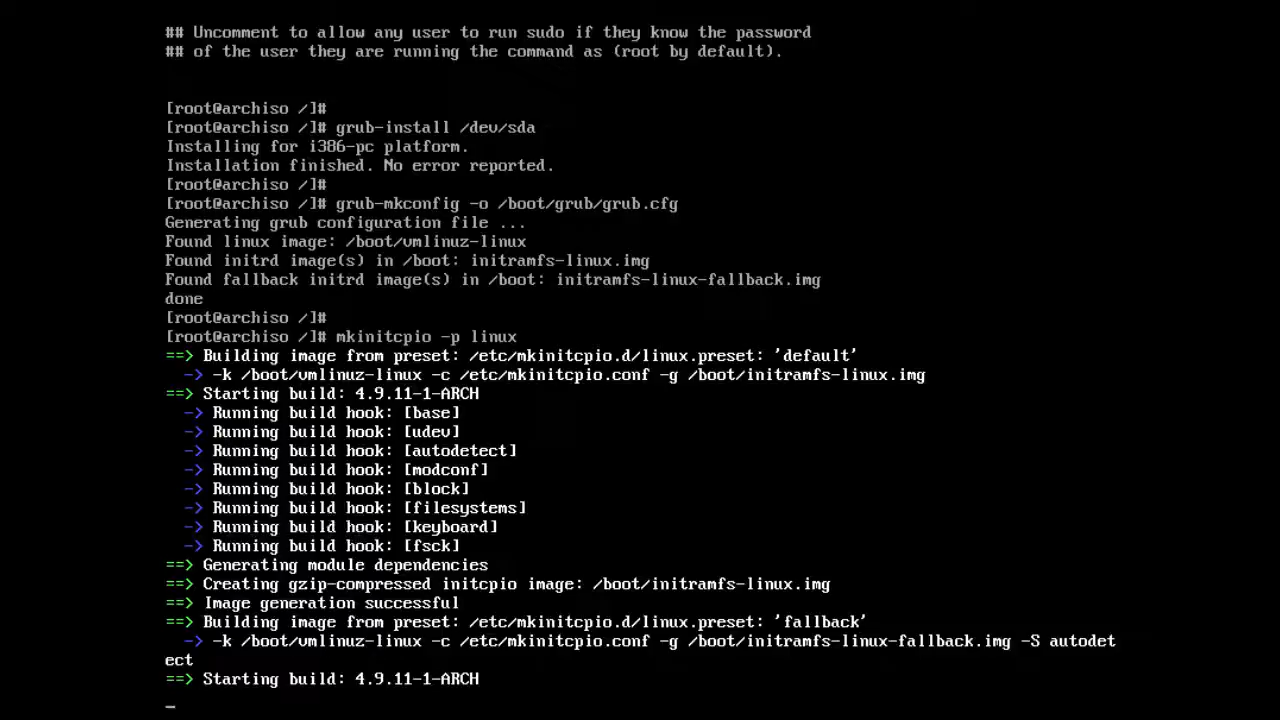 ## Uncomment to allow any user to run sudo if they know the password
## of the user they are running the command as (root by default).
[root@archiso /]#
[root@archiso /]# grub-install /dev/sda
Installing for i386-pc platform.
Installation finished. No error reported.
[root@archiso /]#
[root@archiso /]# grub-mkconfig -o /boot/grub/grub.cfg
Generating grub configuration file ...
Found linux image: /boot/vmlinuz-linux
Found initrd image(s) in /boot: initramfs-linux.img
Found fallback initrd image(s) in /boot: initramfs-linux-fallback.img
done
[root@archiso /]#
[root@archiso /]# mkinitcpio -p linux
==> Building image from preset: /etc/mkinitcpio.d/linux.preset: 'default'
  -> -k /boot/vmlinuz-linux -c /etc/mkinitcpio.conf -g /boot/initramfs-linux.img
==> Starting build: 4.9.11-1-ARCH
  -> Running build hook: [base]
  -> Running build hook: [udev]
  -> Running build hook: [autodetect]
  -> Running build hook: [modconf]
  -> Running build hook: [block]
  -> Running build hook: [filesystems]
  -> Running build hook: [keyboard]
  -> Running build hook: [fsck]
==> Generating module dependencies
==> Creating gzip-compressed initcpio image: /boot/initramfs-linux.img
==> Image generation successful
==> Building image from preset: /etc/mkinitcpio.d/linux.preset: 'fallback'
  -> -k /boot/vmlinuz-linux -c /etc/mkinitcpio.conf -g /boot/initramfs-linux-fallback.img -S autodet
ect
==> Starting build: 4.9.11-1-ARCH
_